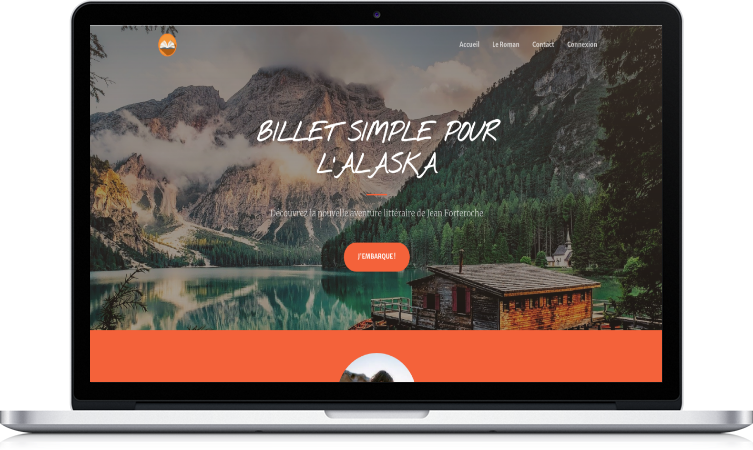 Accueil Le Roman Contact Connexion
BILLET SIMPLE POUR
L'ALASKA
Découvrez la nouvelle aventure littéraire de Jean Forteroche
J'EMBARQUE!